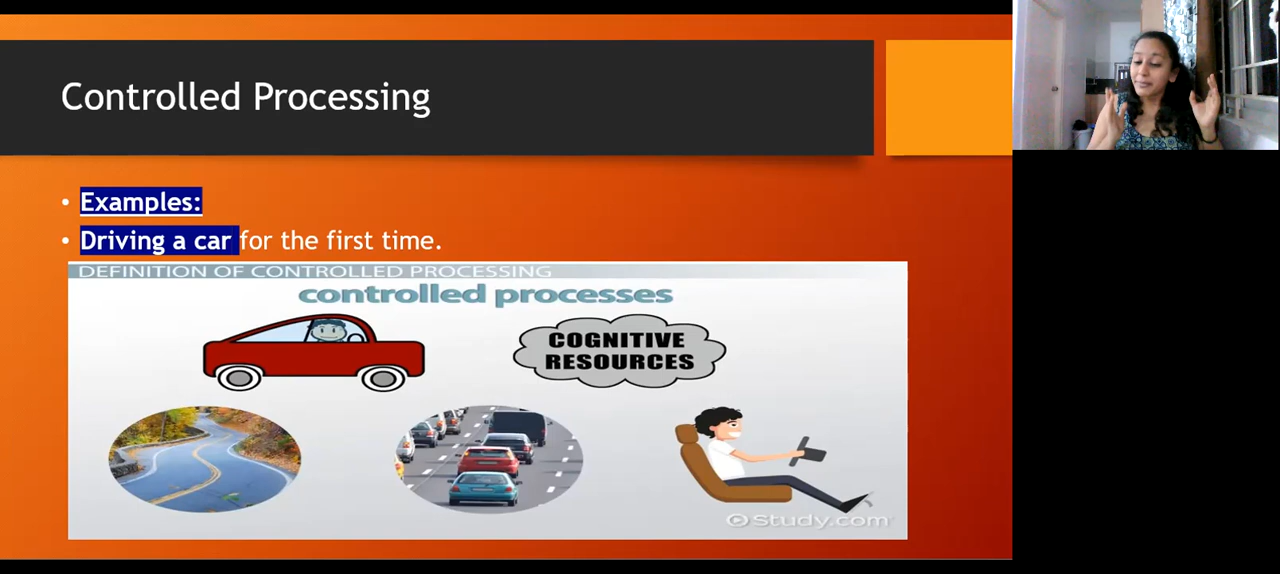 Controlled Processing
• Examples:
• Driving a car for the first time.
DEFINITION OF CONTROLLED PROCESSING
controlled processes
COGNITIVE
RESOURCES
Study.com